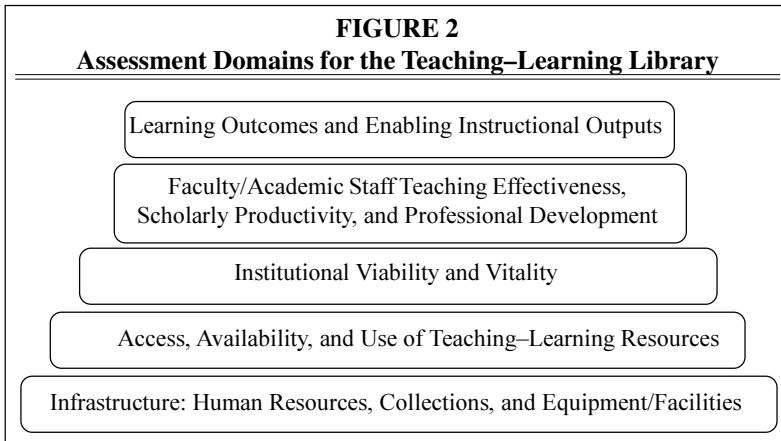 FIGURE 2
Assessment Domains for the Teaching–Learning Library
Learning Outcomes and Enabling Instructional Outputs
Faculty/Academic Staff Teaching Effectiveness,
Scholarly Productivity, and Professional Development
Institutional Viability and Vitality
Access, Availability, and Use of Teaching–Learning Resources
Infrastructure: Human Resources, Collections, and Equipment/Facilities